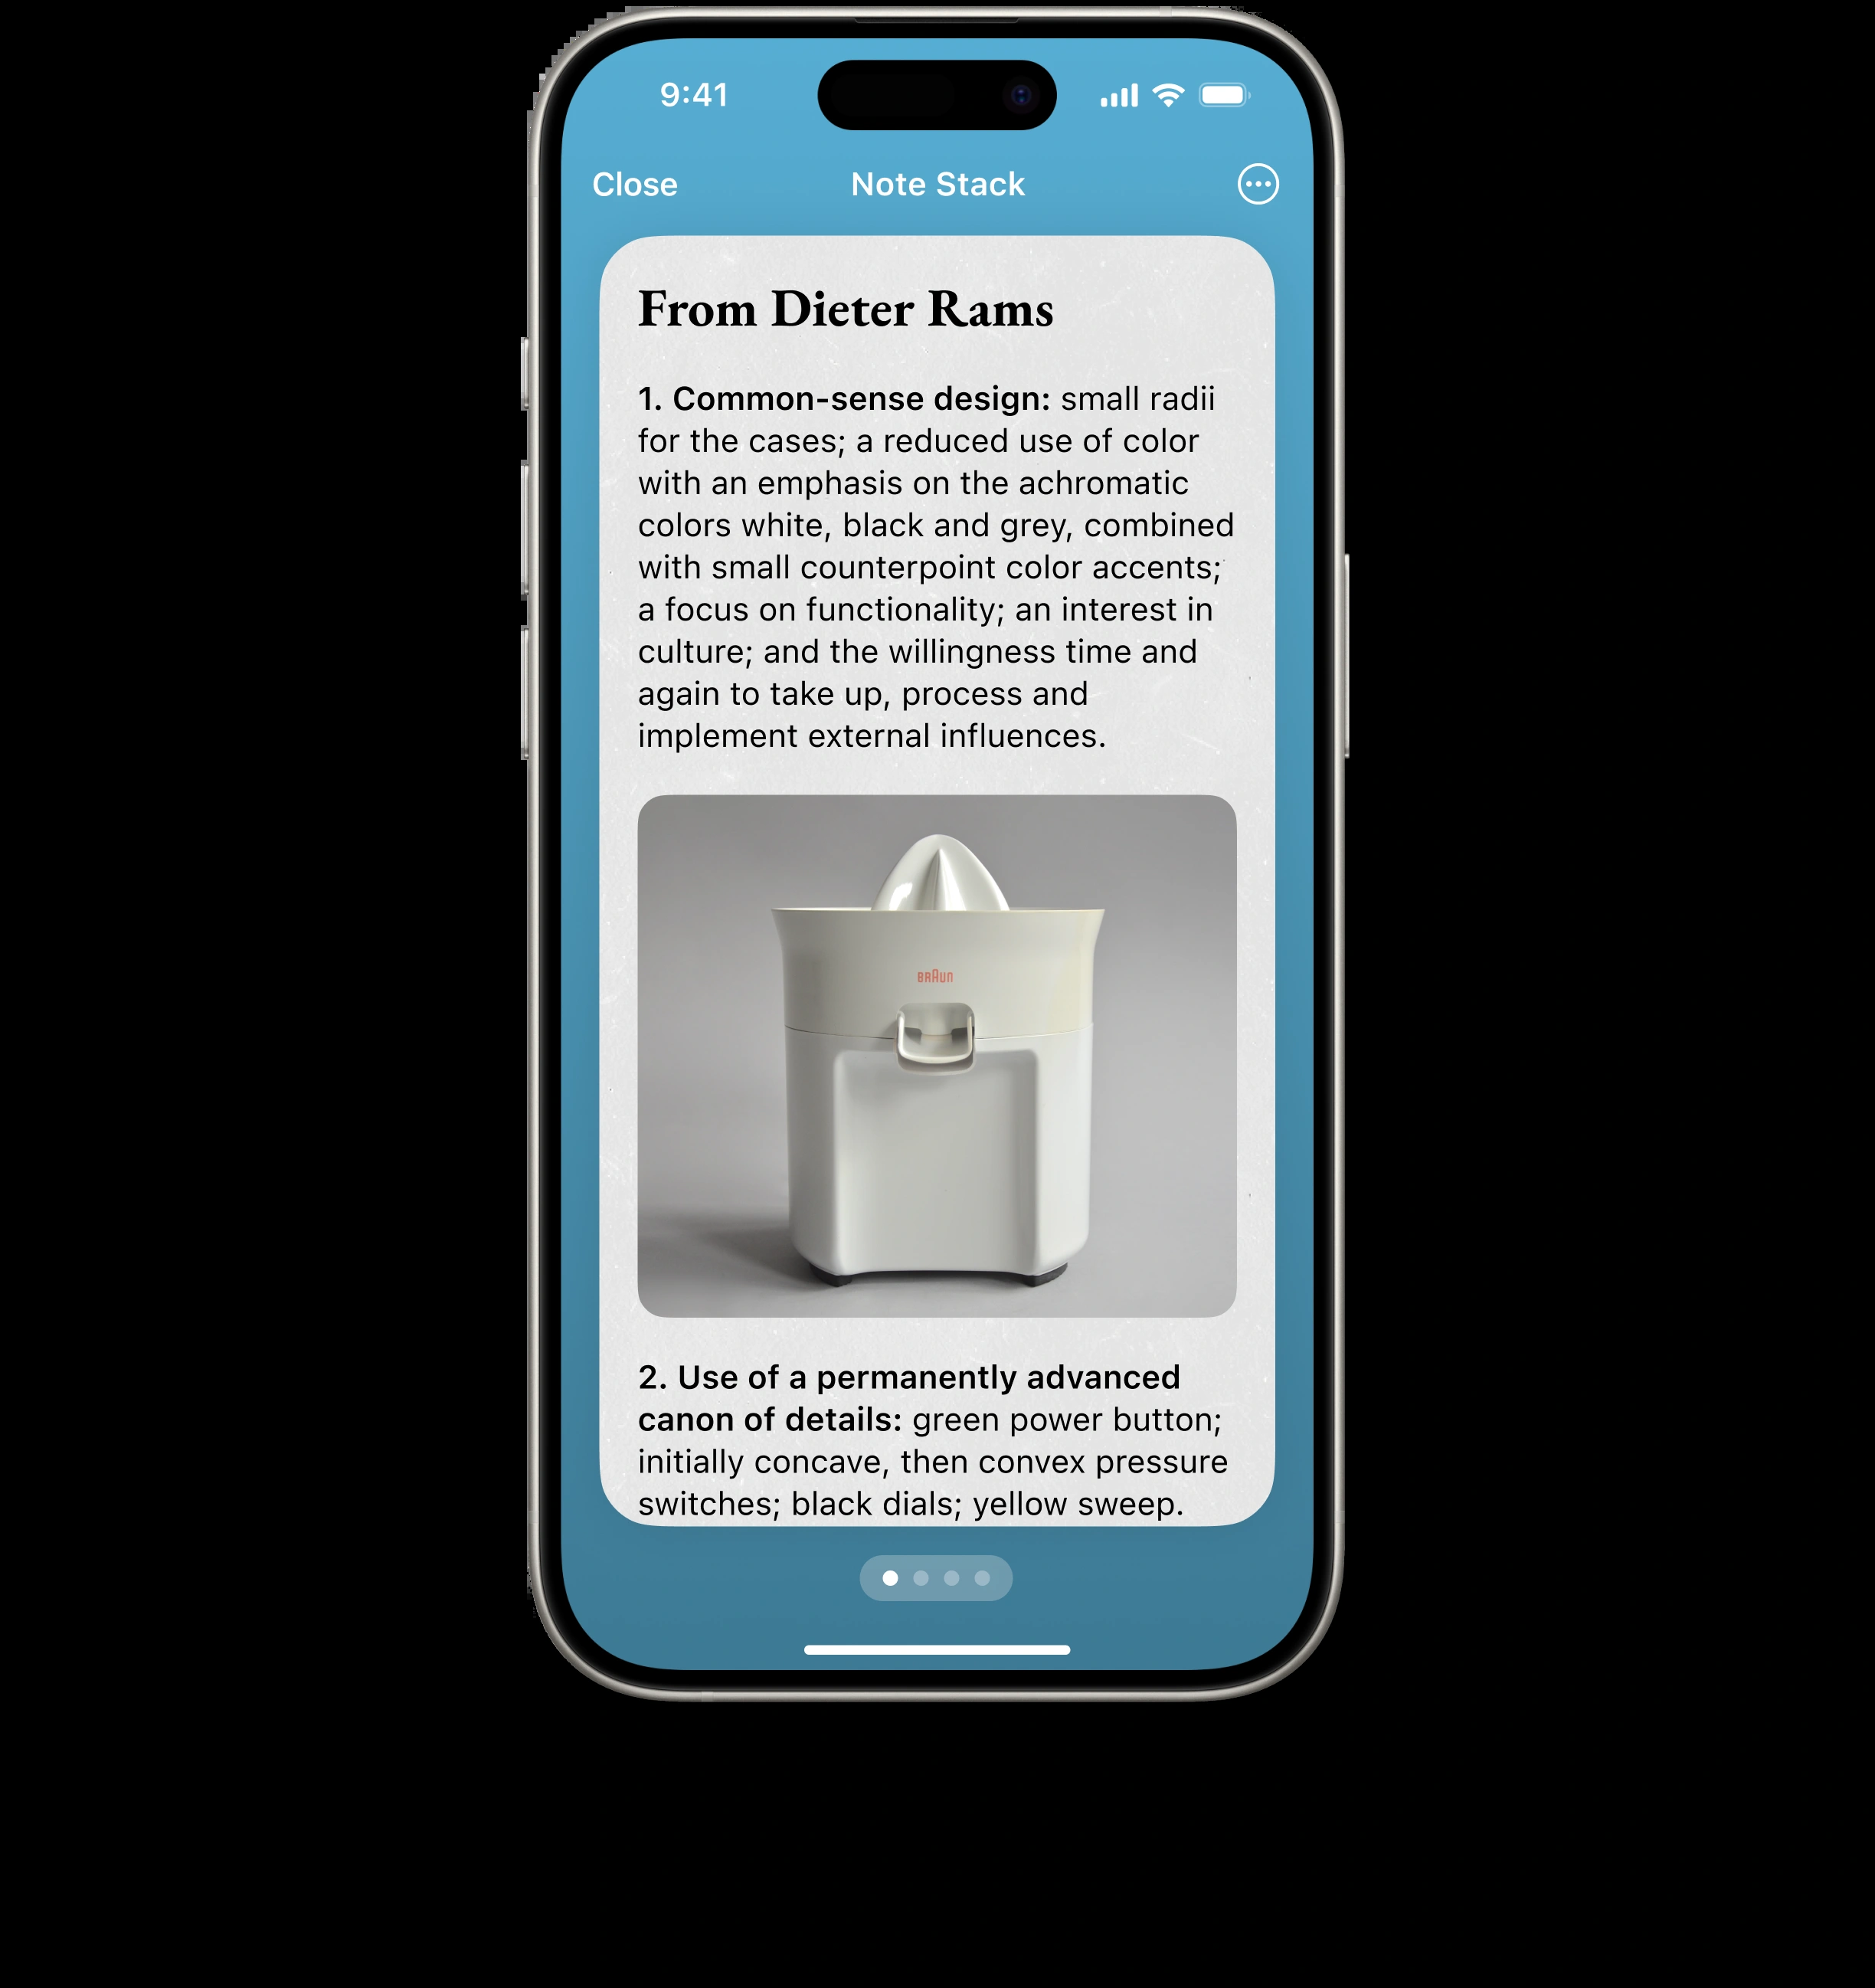 9:41
Close Note Stack
From Dieter Rams
1. Common-sense design: small radii
for the cases; a reduced use of color
with an emphasis on the achromatic
colors white, black and grey, combined
with small counterpoint color accents;
a focus on functionality; an interest in
culture; and the willingness time and
again to take up, process and
implement external influences.
BRAUN
2. Use of a permanently advanced
canon of details: green power button;
initially concave, then convex pressure
switches; black dials; yellow sweep.